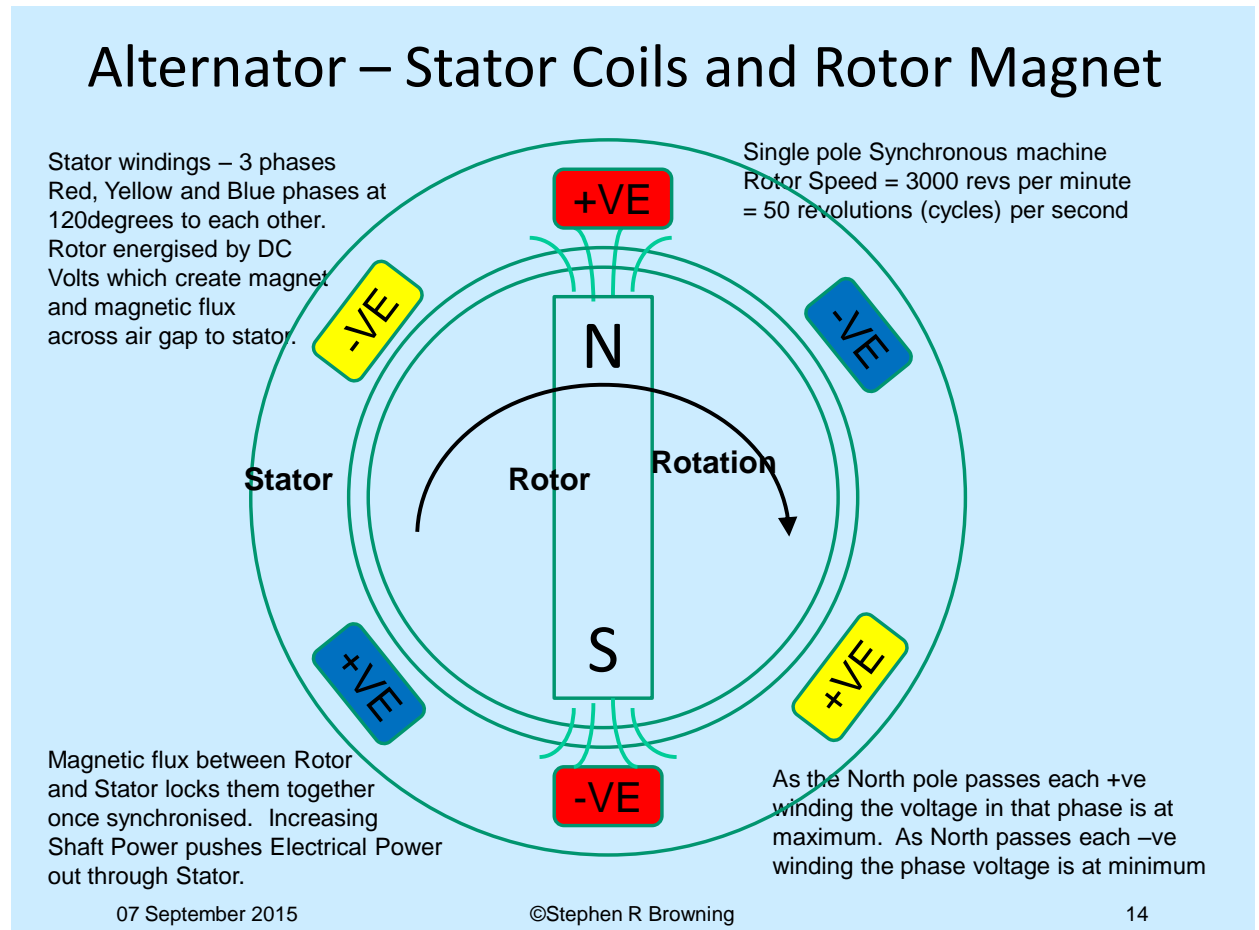 Alternator – Stator Coils and Rotor Magnet
Stator windings – 3 phases
Red, Yellow and Blue phases at
120degrees to each other.
Rotor energised by DC
Volts which create magnet
and magnetic flux
across air gap to stator.
Single pole Synchronous machine
Rotor Speed = 3000 revs per minute
= 50 revolutions (cycles) per second
+VE
-VE
-VE
N
Stator
Rotor
Rotation
S
+VE
+VE
-VE
Magnetic flux between Rotor
and Stator locks them together
once synchronised.  Increasing
Shaft Power pushes Electrical Power
out through Stator.
As the North pole passes each +ve
winding the voltage in that phase is at
maximum.  As North passes each –ve
winding the phase voltage is at minimum
07 September 2015
©Stephen R Browning
14